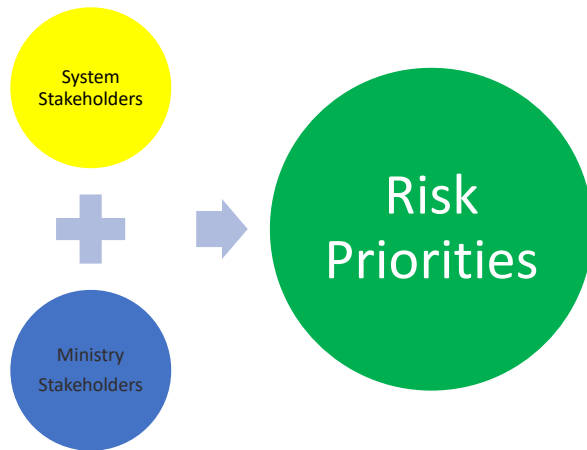 System
Stakeholders
Ministry
Stakeholders
Risk
Priorities